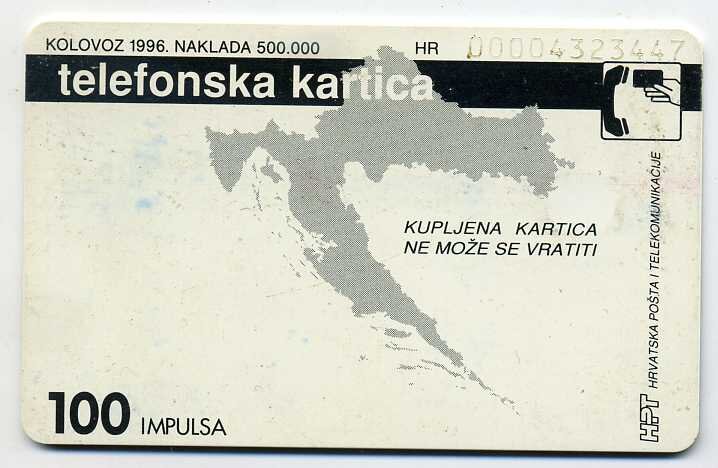 KOLOVOZ 1996. NAKLADA 500.000 HR 00004323447
telefonska kartica
KUPLJENA KARTICA
NE MOŽE SE VRATITI
100 IMPULSA
HPT HRVATSKA POŠTA I TELEKOMUNIKACIJE